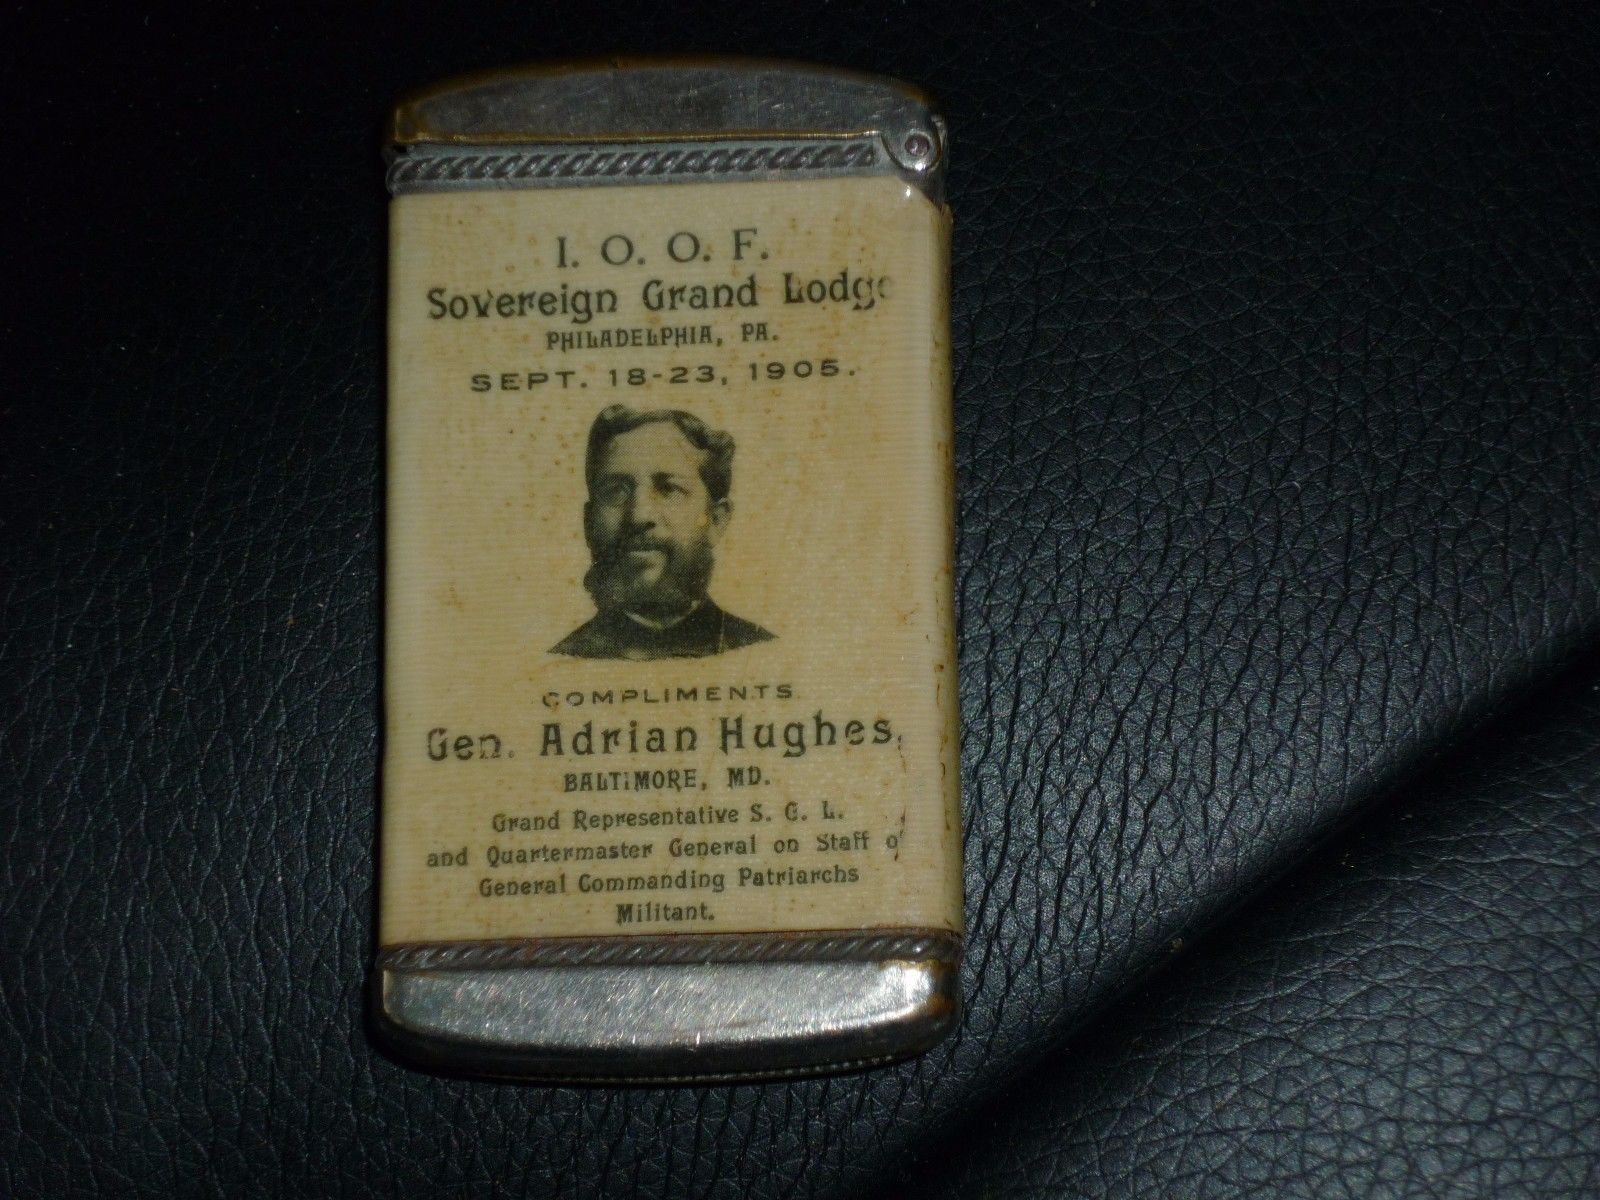 I. O. O. F.
Sovereign Grand Lodge
PHILADELPHIA, PA.
SEPT. 18-23, 1905.
COMPLIMENTS
Gen. Adrian Hughes,
BALTIMORE, MD.
Grand Representative S. G. L.
and Quartermaster General on Staff of
General Commanding Patriarchs
Militant.